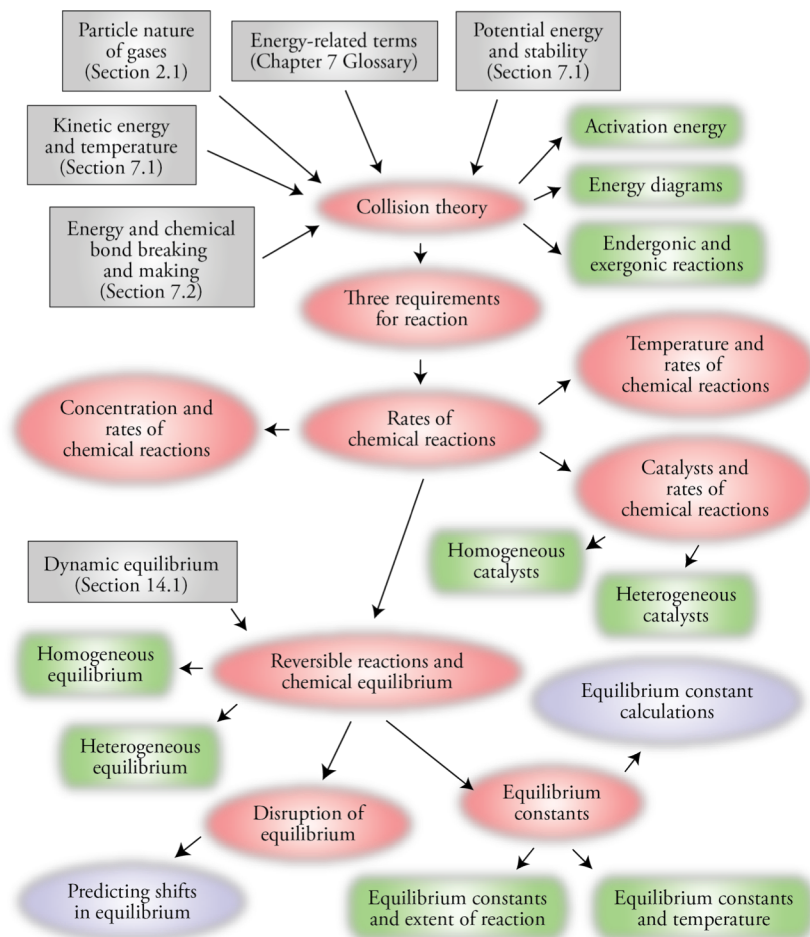 Particle nature
of gases
(Section 2.1)
Energy-related terms
(Chapter 7 Glossary)
Potential energy
and stability
(Section 7.1)
Kinetic energy
and temperature
(Section 7.1)
Activation energy
Energy diagrams
Collision theory
Energy and chemical
bond breaking
and making
(Section 7.2)
Endergonic and
exergonic reactions
Three requirements
for reaction
Temperature and
rates of
chemical reactions
Concentration and
rates of
chemical reactions
Rates of
chemical reactions
Catalysts and
rates of
chemical reactions
Homogeneous
catalysts
Heterogeneous
catalysts
Dynamic equilibrium
(Section 14.1)
Homogeneous
equilibrium
Reversible reactions and
chemical equilibrium
Equilibrium constant
calculations
Heterogeneous
equilibrium
Disruption of
equilibrium
Equilibrium
constants
Predicting shifts
in equilibrium
Equilibrium constants
and extent of reaction
Equilibrium constants
and temperature